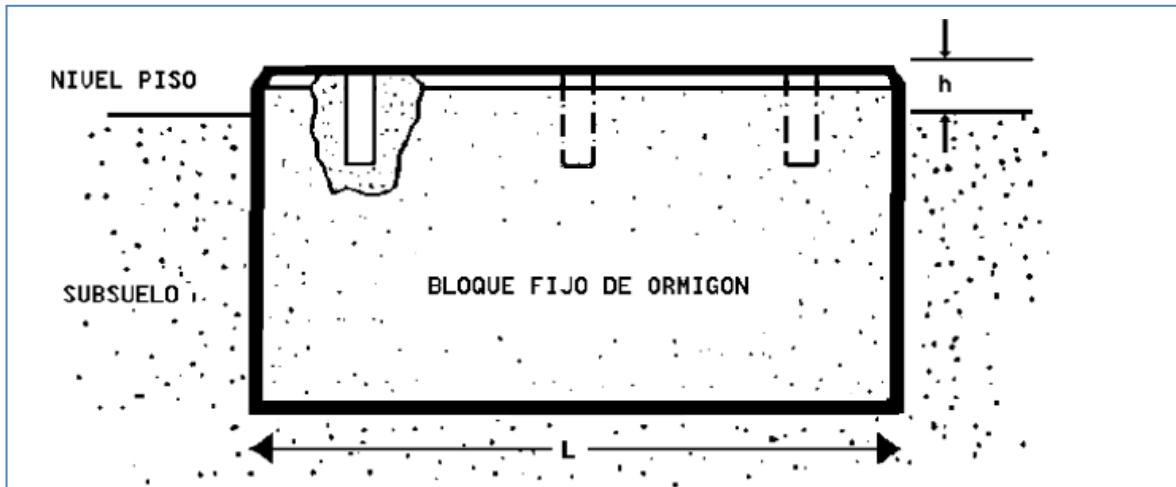 NIVEL PISO
h
SUBSUELO
BLOQUE FIJO DE ORMIGON
L